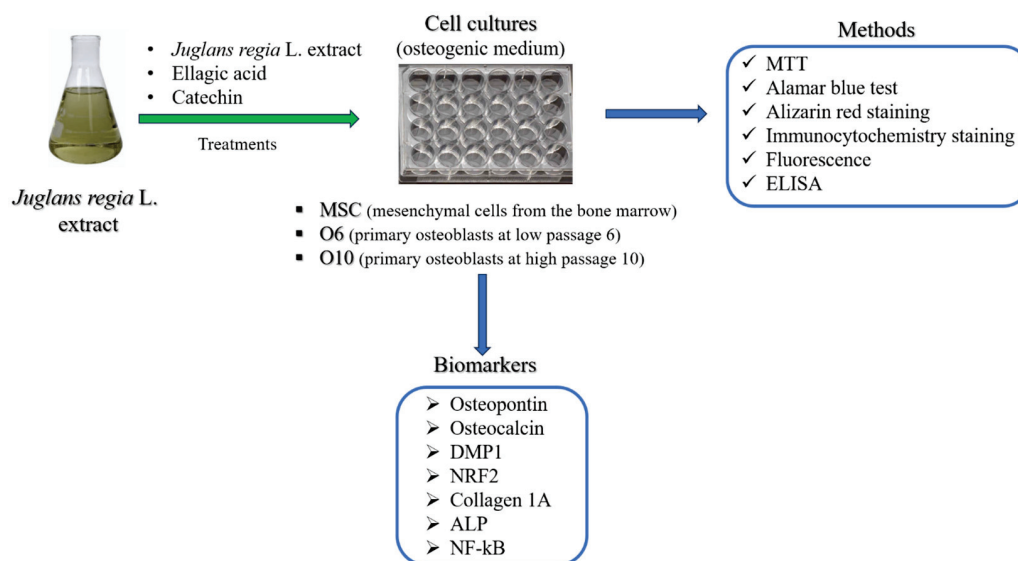 Juglans regia L.
extract
• Juglans regia L. extract
• Ellagic acid
• Catechin
Treatments
Cell cultures
(osteogenic medium)
▪ MSC (mesenchymal cells from the bone marrow)
▪ O6 (primary osteoblasts at low passage 6)
▪ O10 (primary osteoblasts at high passage 10)
Methods
✓ MTT
✓ Alamar blue test
✓ Alizarin red staining
✓ Immunocytochemistry staining
✓ Fluorescence
✓ ELISA
Biomarkers
➢ Osteopontin
➢ Osteocalcin
➢ DMP1
➢ NRF2
➢ Collagen 1A
➢ ALP
➢ NF-kB